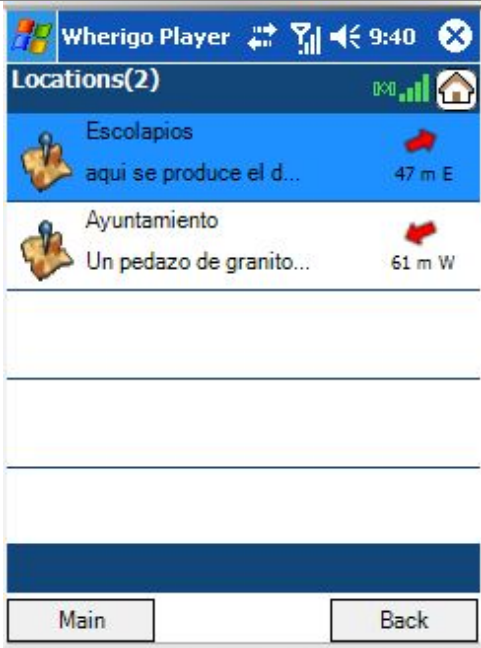 Wherigo Player 9:40
Locations(2)
Escolapios
aqui se produce el d...
47 m E
Ayuntamiento
Un pedazo de granito...
61 m W
Main
Back